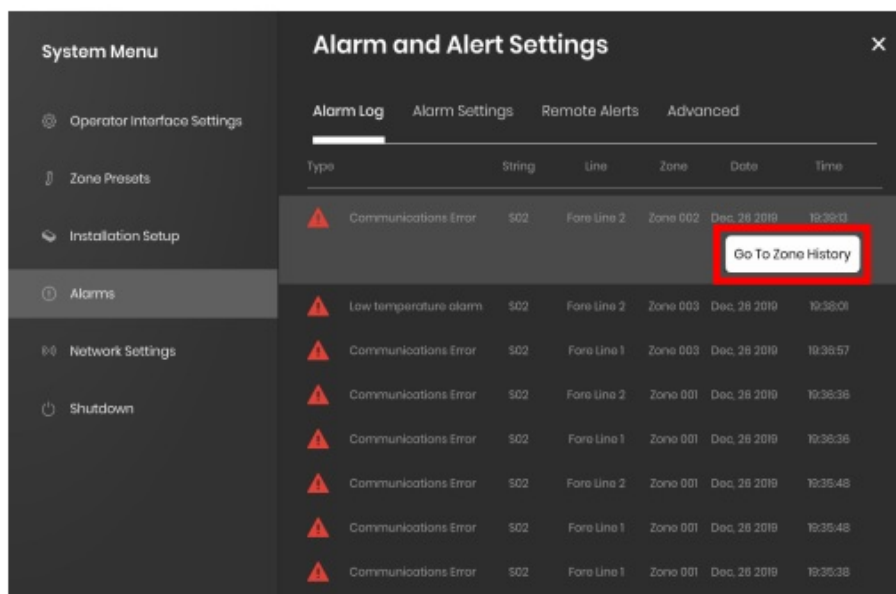 System Menu
Operator Interface Settings
Zone Presets
Installation Setup
Alarms
Network Settings
Shutdown
Alarm and Alert Settings
Alarm Log Alarm Settings Remote Alerts Advanced
Type String Line Zone Date Time
Communications Error S02 Fore Line 2 Zone 002 Dec, 26 2019 19:39:13
Go To Zone History
Low temperature alarm S02 Fore Line 2 Zone 003 Dec, 26 2019 19:38:01
Communications Error S02 Fore Line 1 Zone 003 Dec, 26 2019 19:36:57
Communications Error S02 Fore Line 2 Zone 001 Dec, 26 2019 19:36:36
Communications Error S02 Fore Line 1 Zone 001 Dec, 26 2019 19:36:36
Communications Error S02 Fore Line 2 Zone 001 Dec, 26 2019 19:35:48
Communications Error S02 Fore Line 1 Zone 001 Dec, 26 2019 19:35:48
Communications Error S02 Fore Line 1 Zone 001 Dec, 26 2019 19:35:38